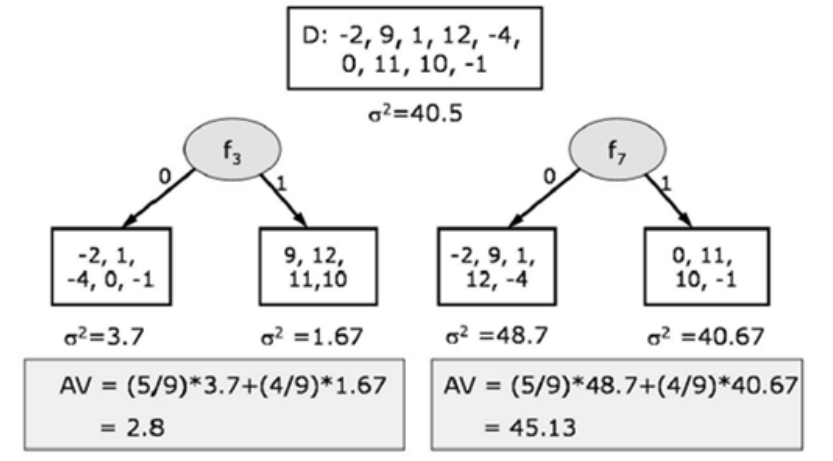 D: -2, 9, 1, 12, -4,
0, 11, 10, -1
σ²=40.5
f₃
0
1
-2, 1,
-4, 0, -1
9, 12,
11,10
σ²=3.7
σ² =1.67
AV = (5/9)*3.7+(4/9)*1.67
= 2.8
f₇
0
1
-2, 9, 1,
12, -4
0, 11,
10, -1
σ² =48.7
σ² =40.67
AV = (5/9)*48.7+(4/9)*40.67
= 45.13